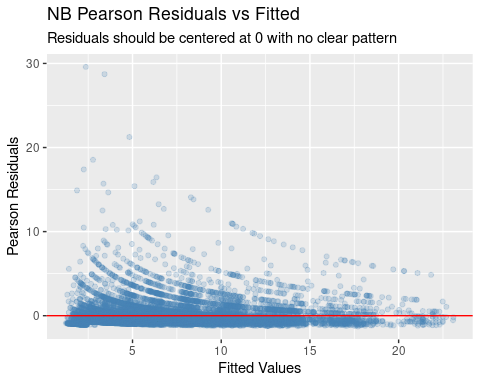 NB Pearson Residuals vs Fitted
Residuals should be centered at 0 with no clear pattern
30
20
10
0
Pearson Residuals
5 10 15 20
Fitted Values